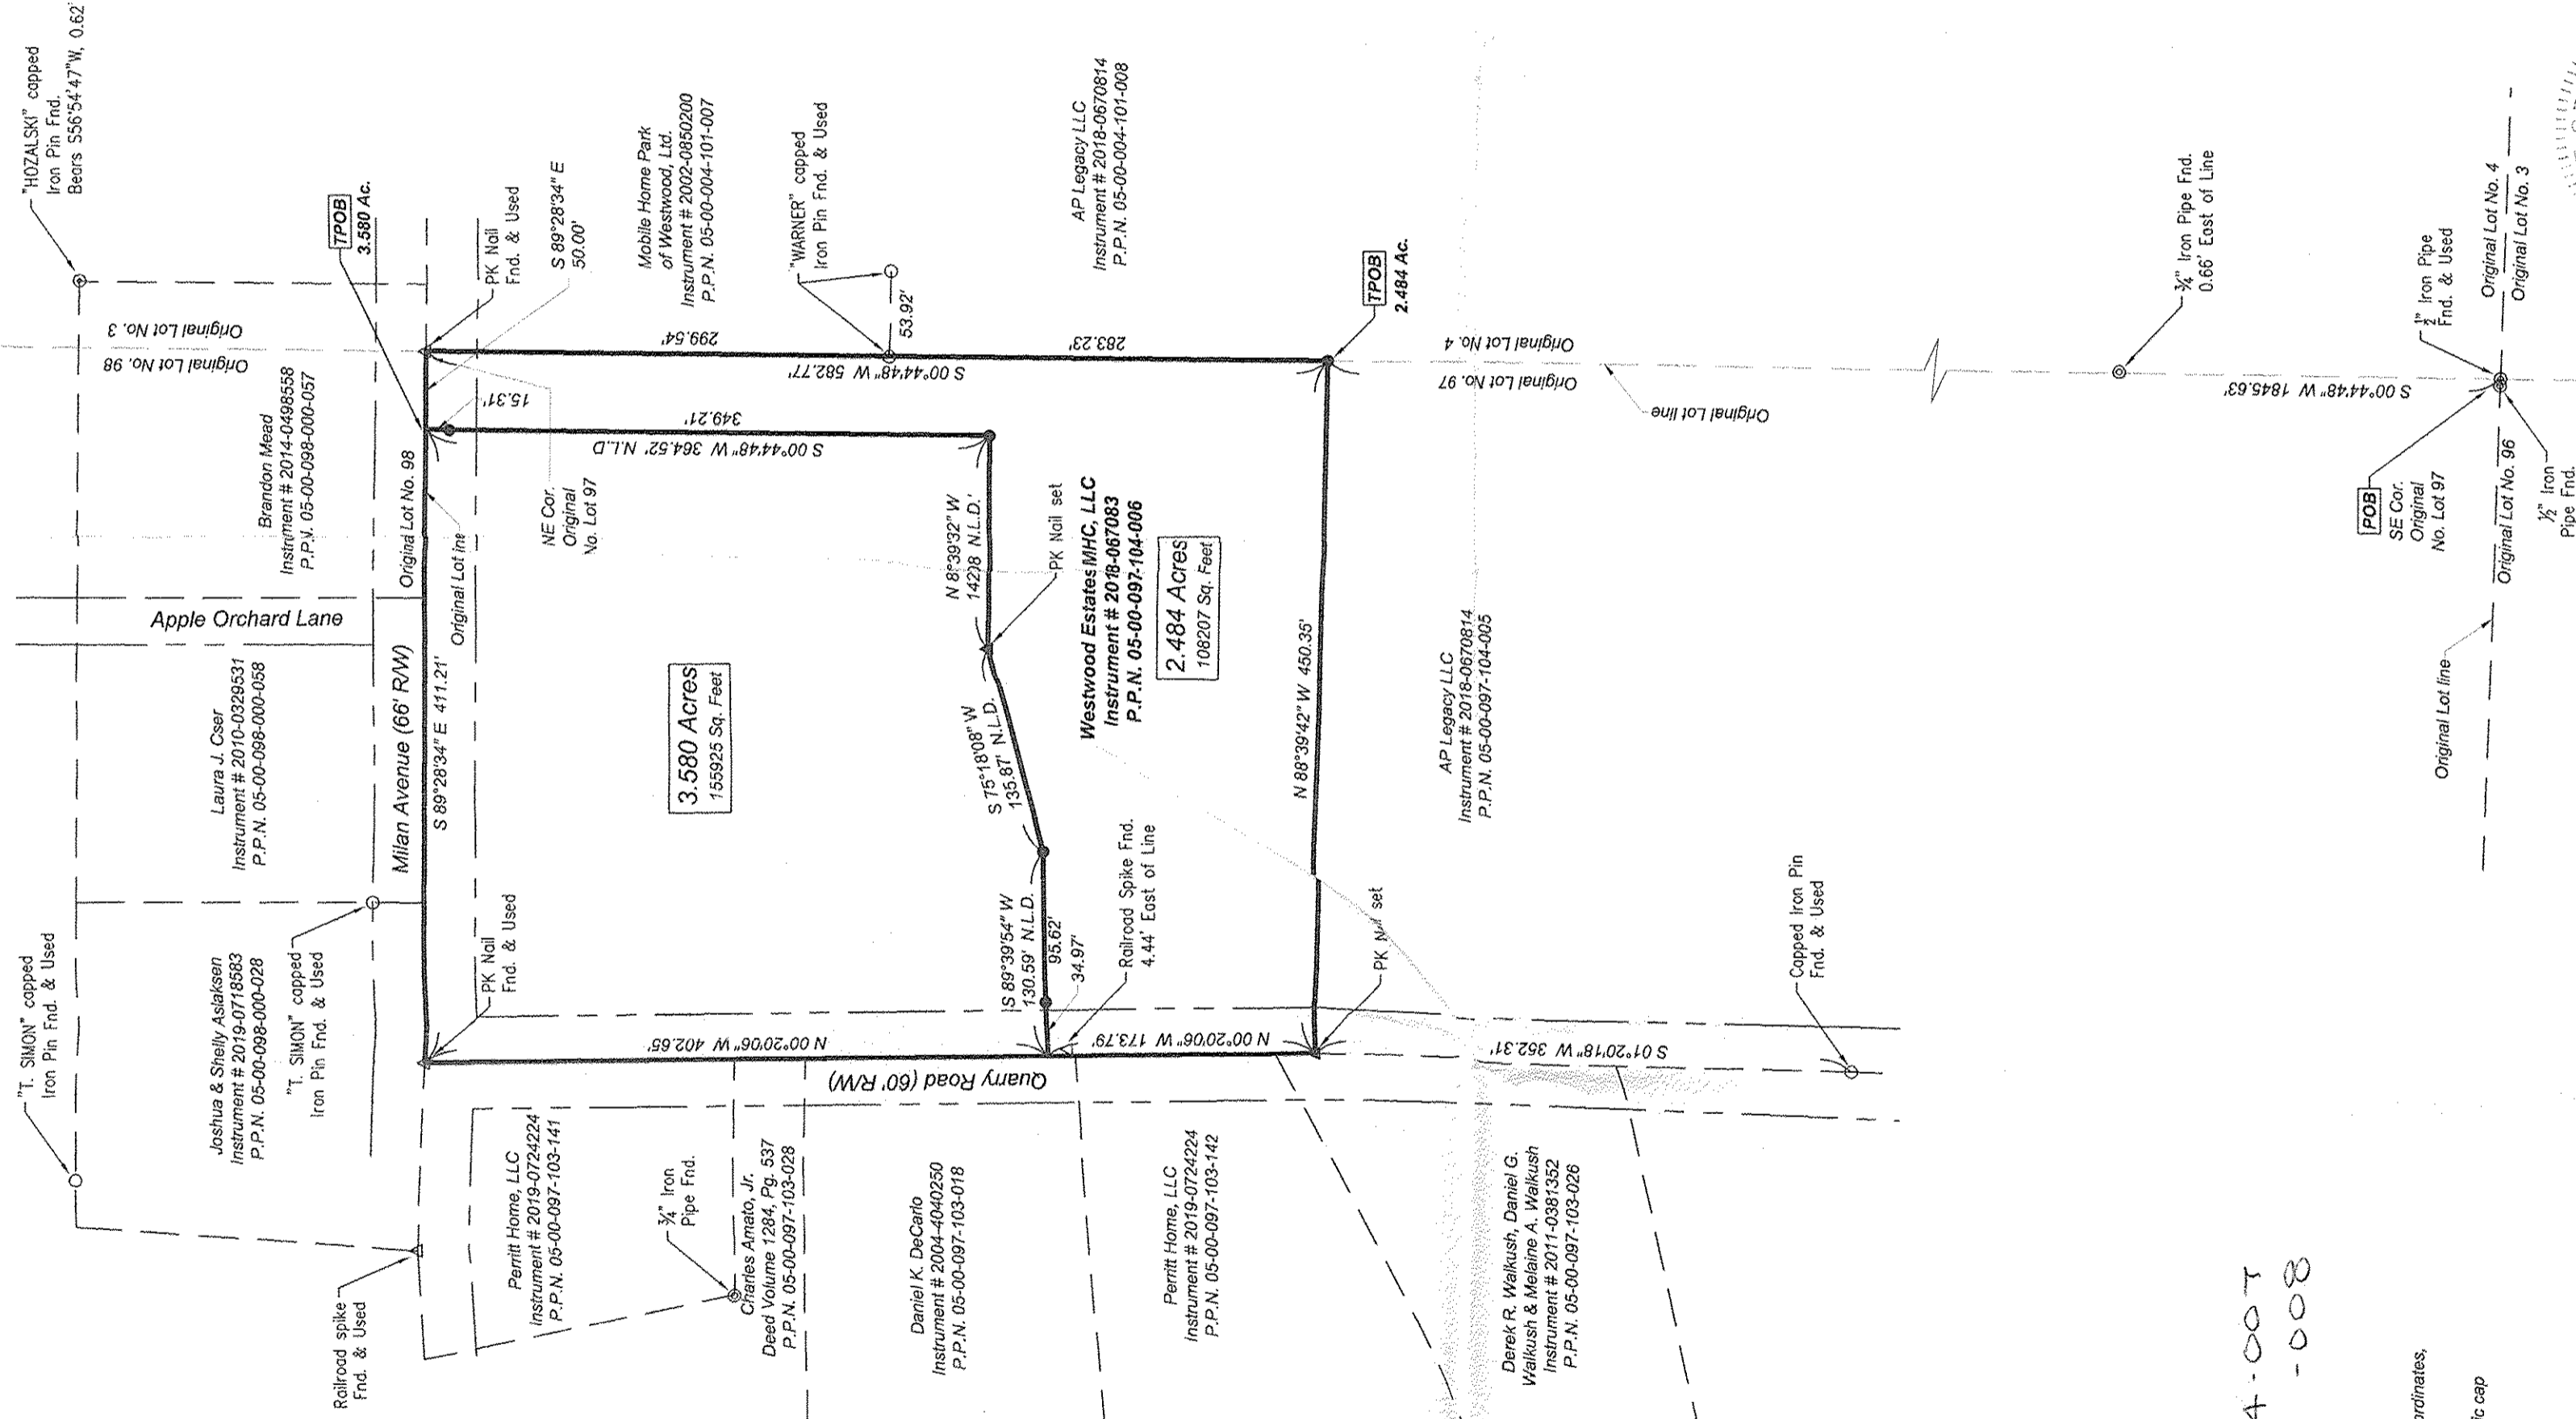 "HOZALSKI" capped
Iron Pin Fnd.
Bears S56°54'47"W, 0.62'
TPOB
3.580 Ac.
PK Nail
Fnd. & Used
S 89°28'34" E
50.00'
Original Lot No. 3
Original Lot No. 98
Mobile Home Park
of Westwood, Ltd.
Instrument # 2002-0850200
P.P.N. 05-00-004-101-007
"WARNER" capped
Iron Pin Fnd. & Used
53.92'
AP Legacy LLC
Instrument # 2018-0670814
P.P.N. 05-00-004-101-008
TPOB
2.484 Ac.
299.54'
283.23'
S 00°44'48" W 582.77'
15.31'
349.21'
S 00°44'48" W 364.52' N.L.D
Original Lot No. 4
Original Lot No. 97
Original Lot line
¾" Iron Pipe Fnd.
0.66' East of Line
S 00°44'48" W 1845.63'
½" Iron Pipe
Fnd. & Used
Original Lot No. 4
Original Lot No. 3
POB
SE Cor.
Original
No. Lot 97
Original Lot No. 96
½" Iron
Pipe Fnd.
Original Lot line
Brandon Mead
Instrument # 2014-0498558
P.P.N. 05-00-098-000-057
Original Lot No. 98
Original Lot line
NE Cor.
Original
No. Lot 97
Apple Orchard Lane
Milan Avenue (66' R/W)
S 89°28'34" E 411.21'
Laura J. Cser
Instrument # 2010-0329531
P.P.N. 05-00-098-000-058
3.580 Acres
155925 Sq. Feet
N 8°39'32" W
142.8 N.L.D.'
PK Nail set
S 75°18'08" W
135.87' N.L.D.
Westwood Estates MHC, LLC
Instrument # 2018-067083
P.P.N. 05-00-097-104-006
2.484 Acres
108207 Sq. Feet
N 88°39'42" W 450.35'
AP Legacy LLC
Instrument # 2018-0670814
P.P.N. 05-00-097-104-005
"T. SIMON" capped
Iron Pin Fnd. & Used
Joshua & Shelly Aslaksen
Instrument # 2019-0718583
P.P.N. 05-00-098-000-028
"T. SIMON" capped
Iron Pin Fnd. & Used
PK Nail
Fnd. & Used
S 89°39'54" W
130.59' N.L.D.
95.62'
34.97'
Railroad Spike Fnd.
4.44' East of Line
PK Nail set
Capped Iron Pin
Fnd. & Used
N 00°20'06" W 402.65'
N 00°20'06" W 173.79'
S 01°20'18" W 352.31'
Quarry Road (60' R/W)
Railroad spike
Fnd. & Used
Perritt Home, LLC
Instrument # 2019-0724224
P.P.N. 05-00-097-103-141
¾" Iron
Pipe Fnd.
Charles Amato, Jr.
Deed Volume 1284, Pg. 537
P.P.N. 05-00-097-103-028
Daniel K. DeCarlo
Instrument # 2004-4040250
P.P.N. 05-00-097-103-018
Perritt Home, LLC
Instrument # 2019-0724224
P.P.N. 05-00-097-103-142
Derek R. Walkush, Daniel G.
Walkush & Melaine A. Walkush
Instrument # 2011-0381352
P.P.N. 05-00-097-103-026
4-007
-008
ordinates,
ic cap